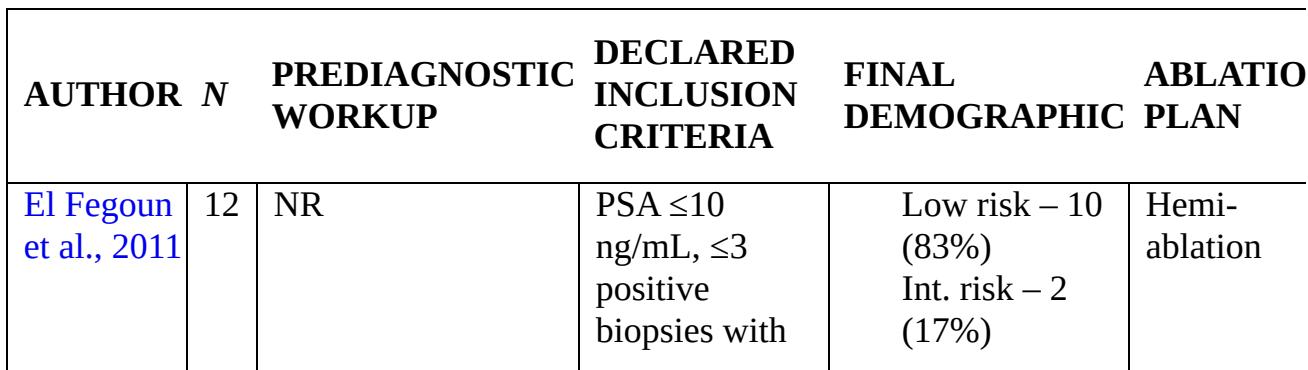 AUTHOR N
PREDIAGNOSTIC
WORKUP
DECLARED
INCLUSION
CRITERIA
FINAL
DEMOGRAPHIC
ABLATIO
PLAN
El Fegoun
et al., 2011
12
NR
PSA ≤10
ng/mL, ≤3
positive
biopsies with
Low risk – 10
(83%)
Int. risk – 2
(17%)
Hemi-
ablation